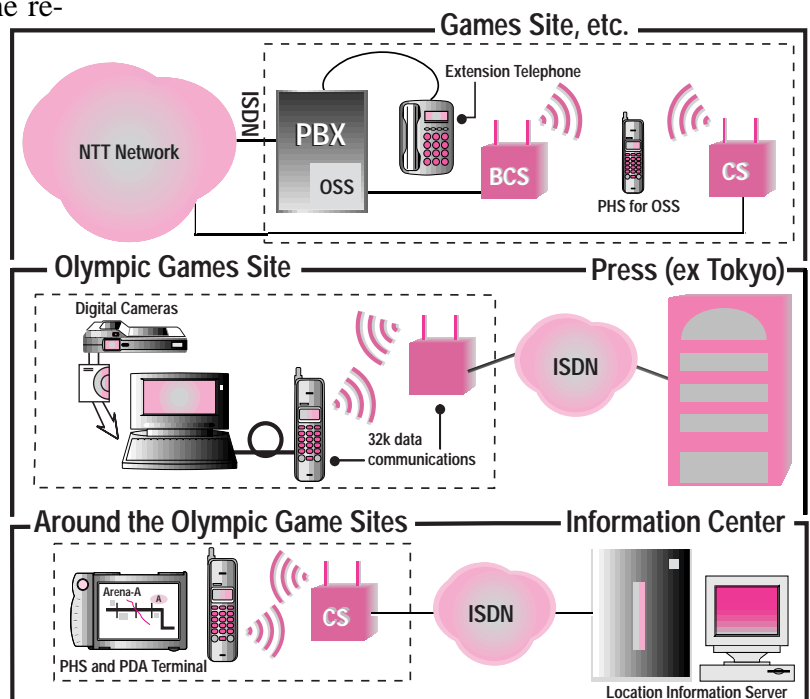 ne re-
Games Site, etc.
Extension Telephone
ISDN
PBX
NTT Network
OSS
BCS
CS
PHS for OSS
Olympic Games Site
Press (ex Tokyo)
Digital Cameras
ISDN
32k data
communications
Around the Olympic Game Sites
Information Center
Arena-A
A
CS
ISDN
PHS and PDA Terminal
Location Information Server